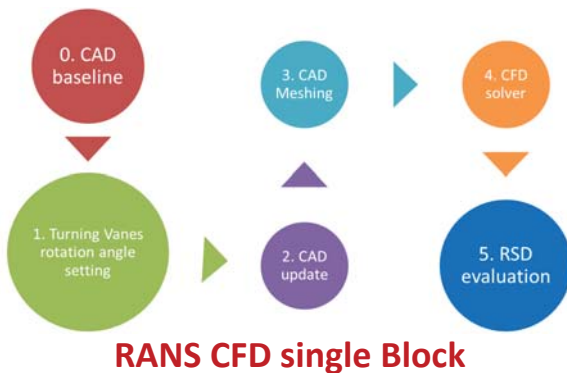 0. CAD
baseline
1. Turning Vanes
rotation angle
setting
2. CAD
update
3. CAD
Meshing
4. CFD
solver
5. RSD
evaluation
RANS CFD single Block